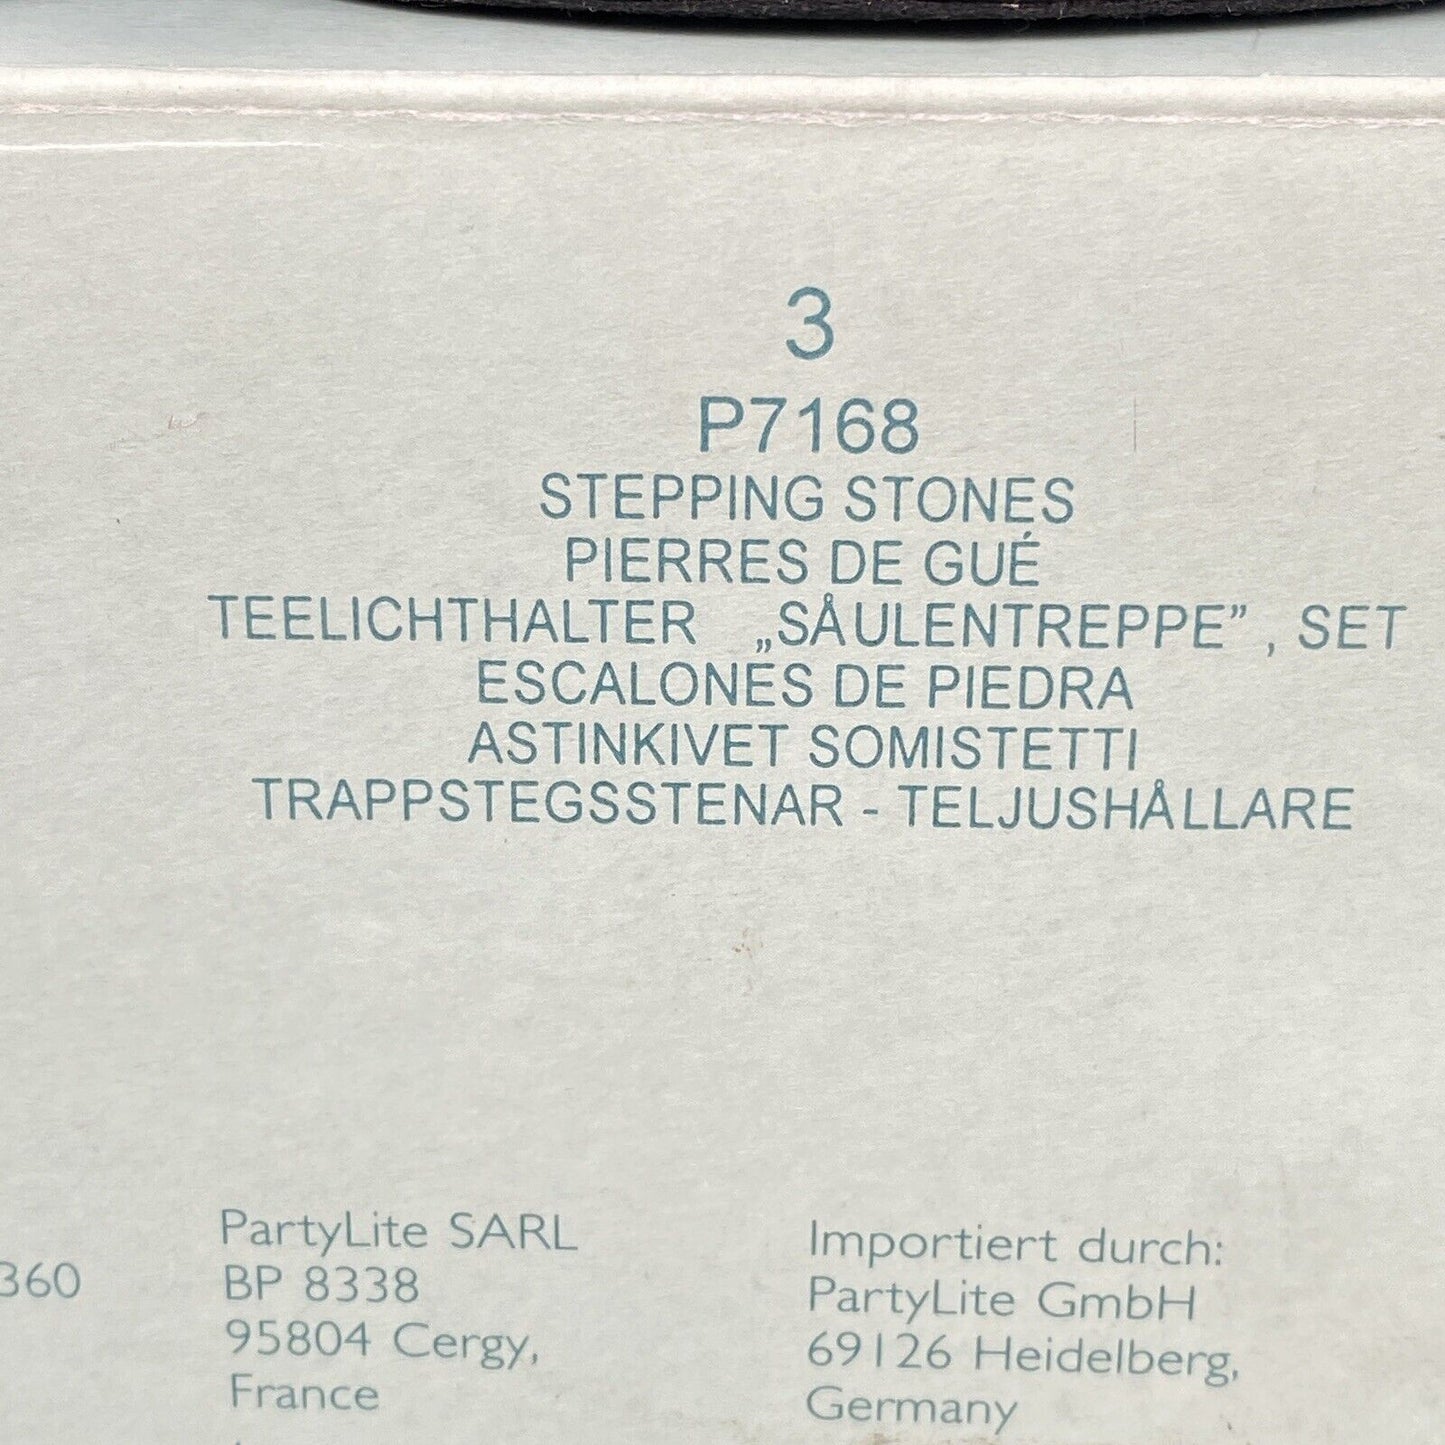 3
P7168
STEPPING STONES
PIERRES DE GUÉ
TEELICHTHALTER „SÅULENTREPPE” , SET
ESCALONES DE PIEDRA
ASTINKIVET SOMISTETTI
TRAPPSTEGSSTENAR - TELJUSHÅLLARE
360
PartyLite SARL
BP 8338
95804 Cergy,
France
Importiert durch:
PartyLite GmbH
69126 Heidelberg,
Germany